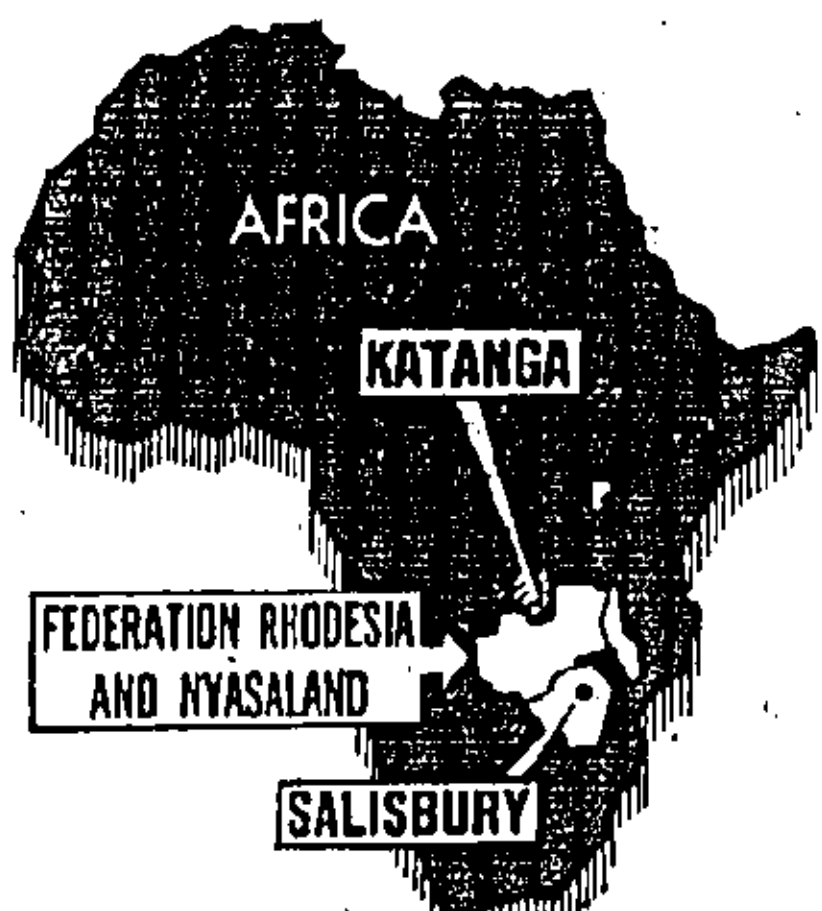 AFRICA
KATANGA
FEDERATION RHODESIA
AND NYASALAND
SALISBURY